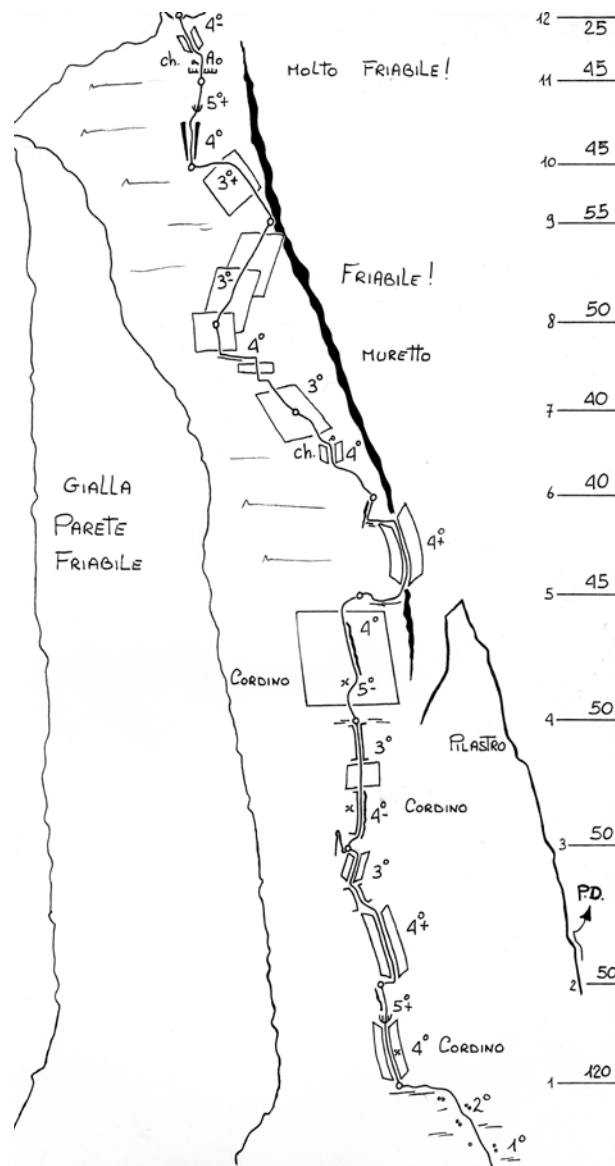 4°-
12 25
ch. A0
MOLTO FRIABILE!
11 45
5°+
4°
10 45
3°+
9 55
3°-
FRIABILE!
8 50
4°
MURETTO
3°
7 40
ch. 4°
GIALLA
PARETE
FRIABILE
6 40
4°+
5 45
4°
CORDINO
5°-
4 50
3°
PILASTRO
4°-
CORDINO
3 50
3°
P.D.
4°+
2 50
5°+
4° CORDINO
1 120
2°
1°